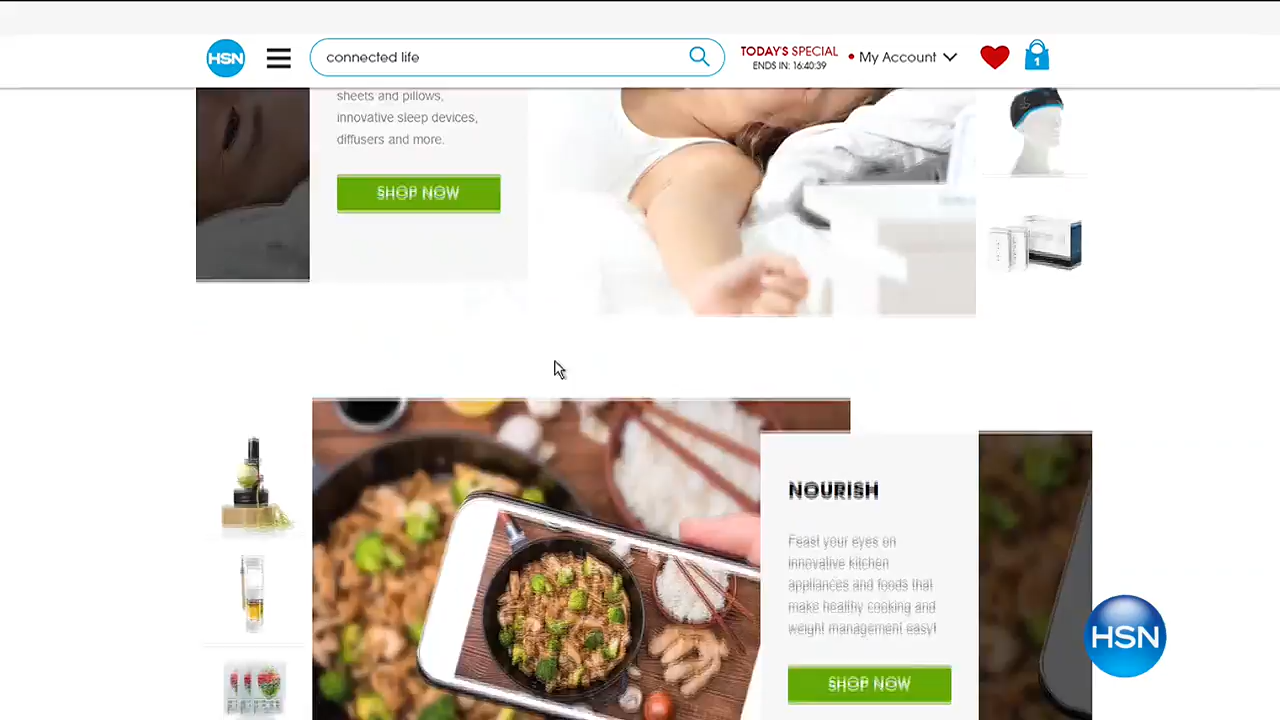 HSN
connected life
TODAY'S SPECIAL
ENDS IN: 16:40:39
My Account
1
sheets and pillows,
innovative sleep devices,
diffusers and more.
SHOP NOW
NOURISH
Feast your eyes on
innovative kitchen
appliances and foods that
make healthy cooking and
weight management easy!
SHOP NOW
HSN